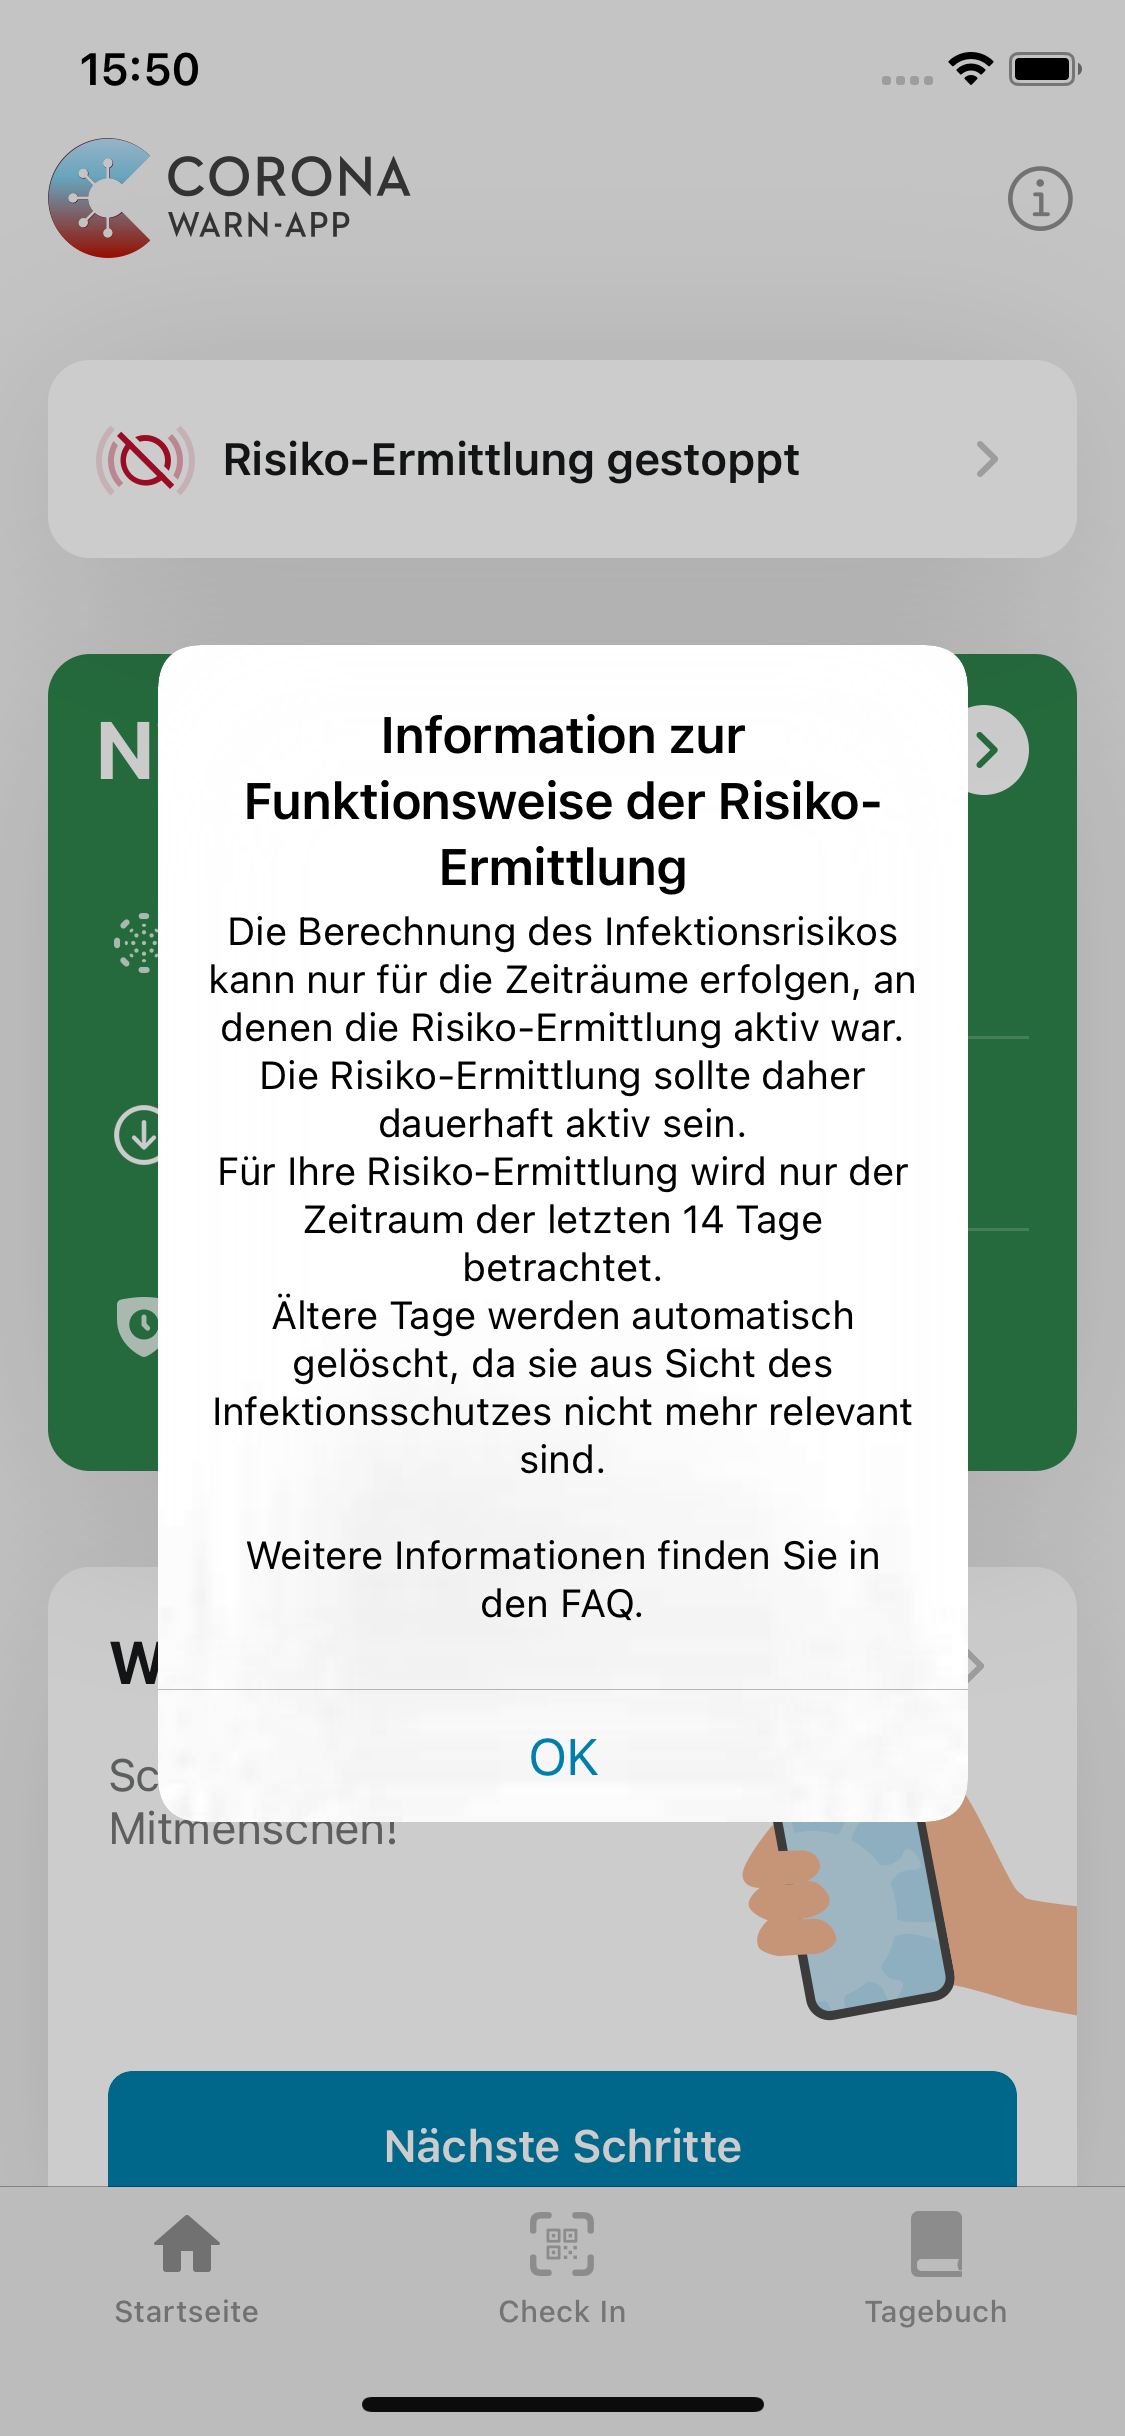 15:50
CORONA
WARN-APP
Risiko-Ermittlung gestoppt
Information zur
Funktionsweise der Risiko-
Ermittlung
Die Berechnung des Infektionsrisikos
kann nur für die Zeiträume erfolgen, an
denen die Risiko-Ermittlung aktiv war.
Die Risiko-Ermittlung sollte daher
dauerhaft aktiv sein.
Für Ihre Risiko-Ermittlung wird nur der
Zeitraum der letzten 14 Tage
betrachtet.
Ältere Tage werden automatisch
gelöscht, da sie aus Sicht des
Infektionsschutzes nicht mehr relevant
sind.
Weitere Informationen finden Sie in
den FAQ.
OK
Mitmenschen!
Nächste Schritte
Startseite
Check In
Tagebuch